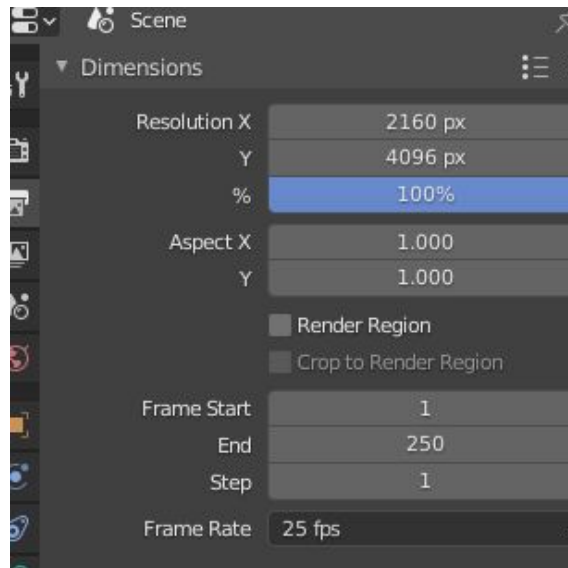 Scene
Dimensions
Resolution X 2160 px
Y 4096 px
% 100%
Aspect X 1.000
Y 1.000
Render Region
Crop to Render Region
Frame Start 1
End 250
Step 1
Frame Rate 25 fps